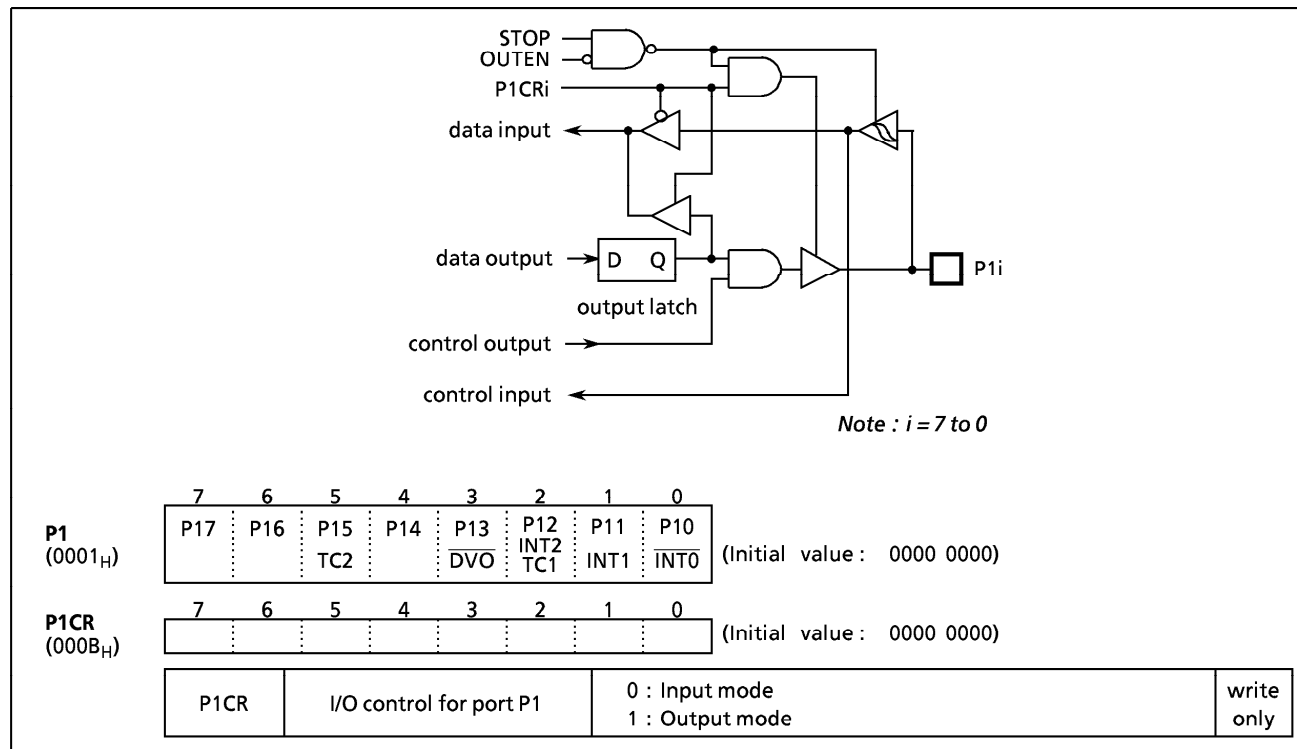 STOP
OUTEN
P1CRi
data input
data output
D Q
P1i
output latch
control output
control input
Note : i = 7 to 0
7 6 5 4 3 2 1 0
P1
(0001H)
P17 P16 P15 P14 P13 P12 P11 P10
TC2 DVO INT2 TC1 INT1 INT0
(Initial value : 0000 0000)
7 6 5 4 3 2 1 0
P1CR
(000BH)
(Initial value : 0000 0000)
P1CR
I/O control for port P1
0 : Input mode
1 : Output mode
write
only